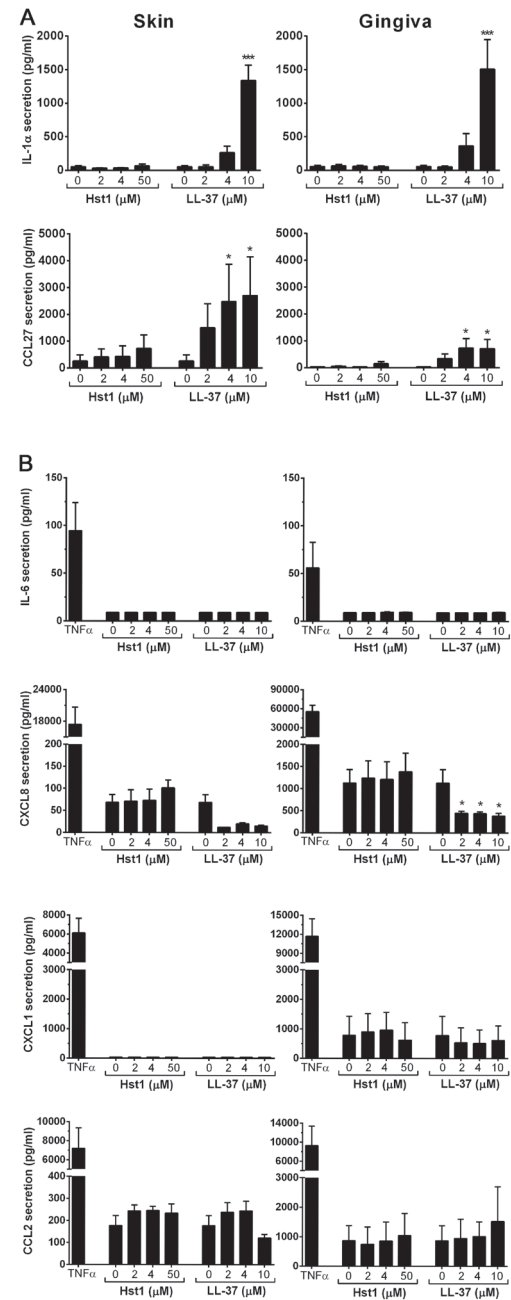 A
Skin Gingiva
IL-1α secretion (pg/ml)
2000 2000
1500 1500
1000 1000
500 500
0 0
*** ***
0 2 4 50 0 2 4 10 0 2 4 50 0 2 4 10
Hst1 (μM) LL-37 (μM) Hst1 (μM) LL-37 (μM)
CCL27 secretion (pg/ml)
5000 5000
4000 4000
3000 3000
2000 2000
1000 1000
0 0
* * * *
0 2 4 50 0 2 4 10 0 2 4 50 0 2 4 10
Hst1 (μM) LL-37 (μM) Hst1 (μM) LL-37 (μM)
B
IL-6 secretion (pg/ml)
150 150
100 100
50 50
0 0
TNFα 0 2 4 50 0 2 4 10 TNFα 0 2 4 50 0 2 4 10
Hst1 (μM) LL-37 (μM) Hst1 (μM) LL-37 (μM)
CXCL8 secretion (pg/ml)
24000 90000
18000 60000
30000
200 2000
150 1500
100 1000
50 500
0 0
* * *
TNFα 0 2 4 50 0 2 4 10 TNFα 0 2 4 50 0 2 4 10
Hst1 (μM) LL-37 (μM) Hst1 (μM) LL-37 (μM)
CXCL1 secretion (pg/ml)
8000 15000
6000 12000
4000 9000
3000 3000
2000 2000
1000 1000
0 0
TNFα 0 2 4 50 0 2 4 10 TNFα 0 2 4 50 0 2 4 10
Hst1 (μM) LL-37 (μM) Hst1 (μM) LL-37 (μM)
CCL2 secretion (pg/ml)
10000 14000
8000 10000
6000 6000
400 4000
300 3000
200 2000
100 1000
0 0
TNFα 0 2 4 50 0 2 4 10 TNFα 0 2 4 50 0 2 4 10
Hst1 (μM) LL-37 (μM) Hst1 (μM) LL-37 (μM)